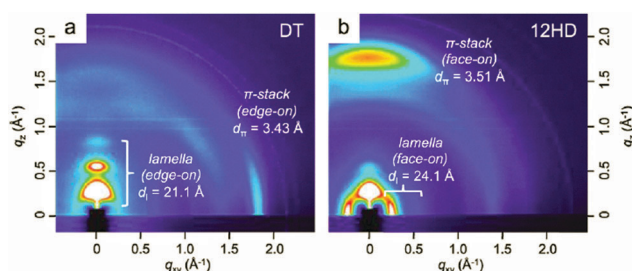 a
DT
π-stack
(edge-on)
dπ = 3.43 Å
lamella
(edge-on)
dl = 21.1 Å
qz (Å-1)
2.0
1.5
1.0
0.5
0
0
0.5
1.0
1.5
2.0
qxy (Å-1)
b
12HD
π-stack
(face-on)
dπ = 3.51 Å
lamella
(face-on)
dl = 24.1 Å
qz (Å-1)
2.0
1.5
1.0
0.5
0
0
0.5
1.0
1.5
2.0
qxy (Å-1)